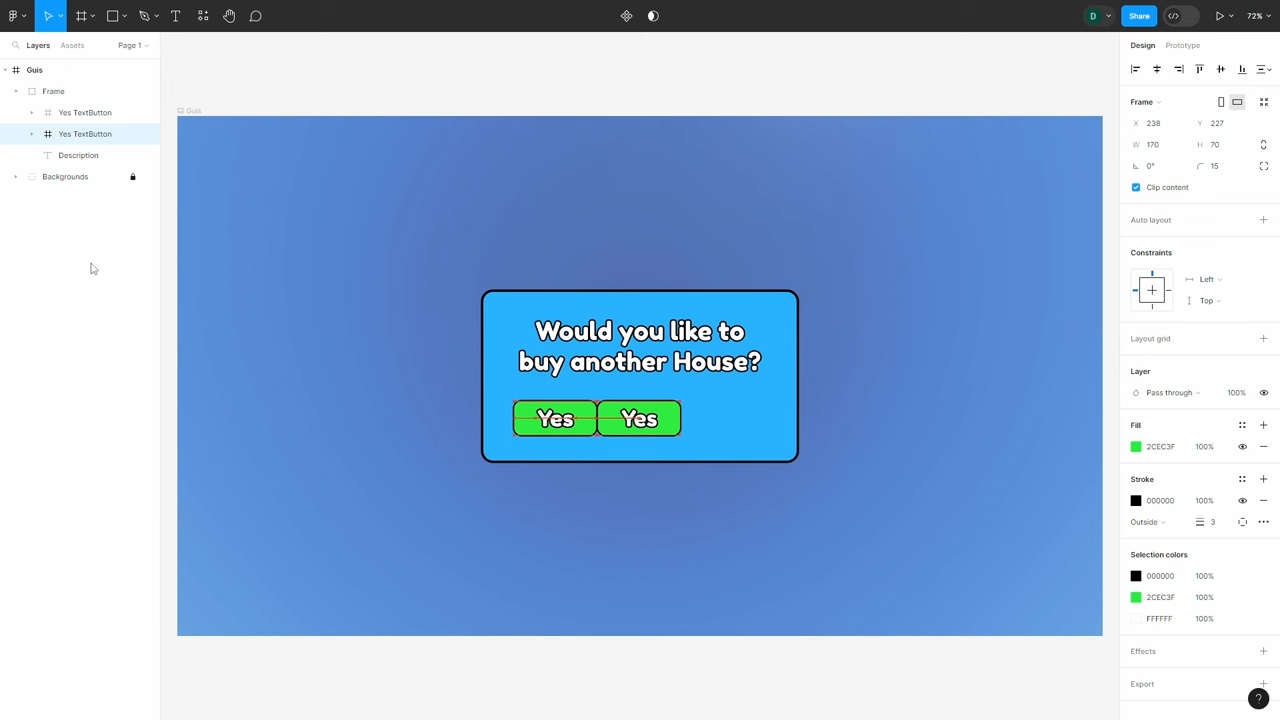 D
Share
72%
Layers
Assets
Page 1
Guis
Frame
Yes TextButton
Yes TextButton
Description
Backgrounds
Guis
Would you like to
buy another House?
Yes
Yes
Design
Prototype
Frame
X 238
Y 227
W 170
H 70
0°
15
Clip content
Auto layout
Constraints
Left
Top
Layout grid
Layer
Pass through
100%
Fill
2CEC3F
100%
Stroke
000000
100%
Outside
3
Selection colors
000000
100%
2CEC3F
100%
FFFFFF
100%
Effects
Export
?